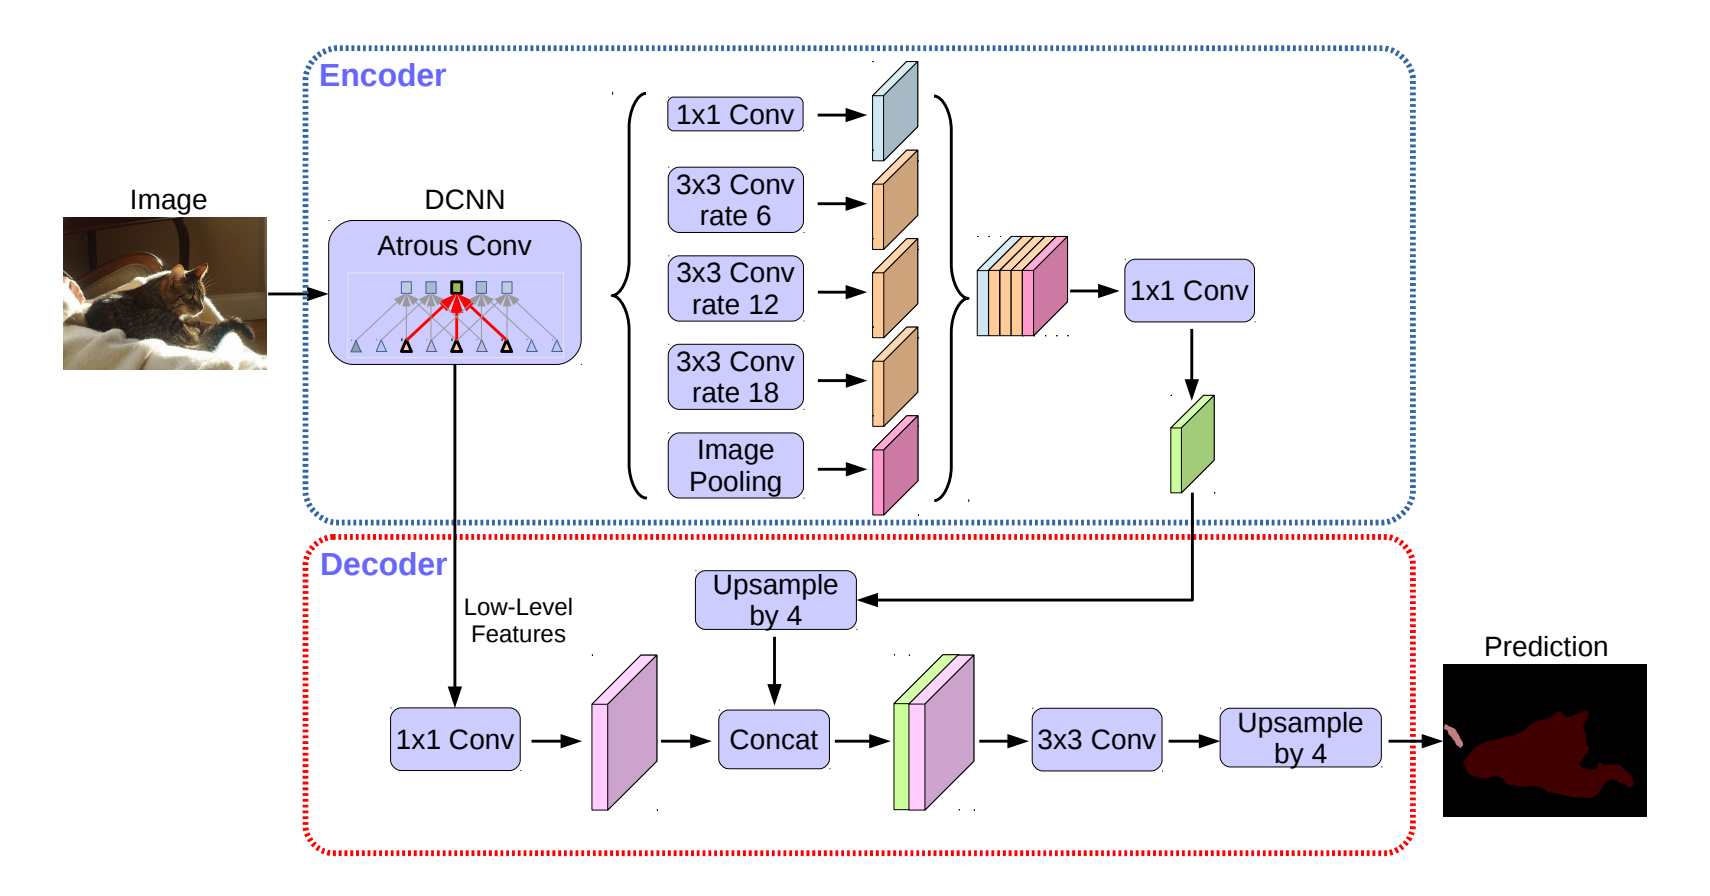 Encoder
Image
DCNN
Atrous Conv
1x1 Conv
3x3 Conv
rate 6
3x3 Conv
rate 12
3x3 Conv
rate 18
Image
Pooling
1x1 Conv
Decoder
Low-Level
Features
Upsample
by 4
1x1 Conv
Concat
3x3 Conv
Upsample
by 4
Prediction